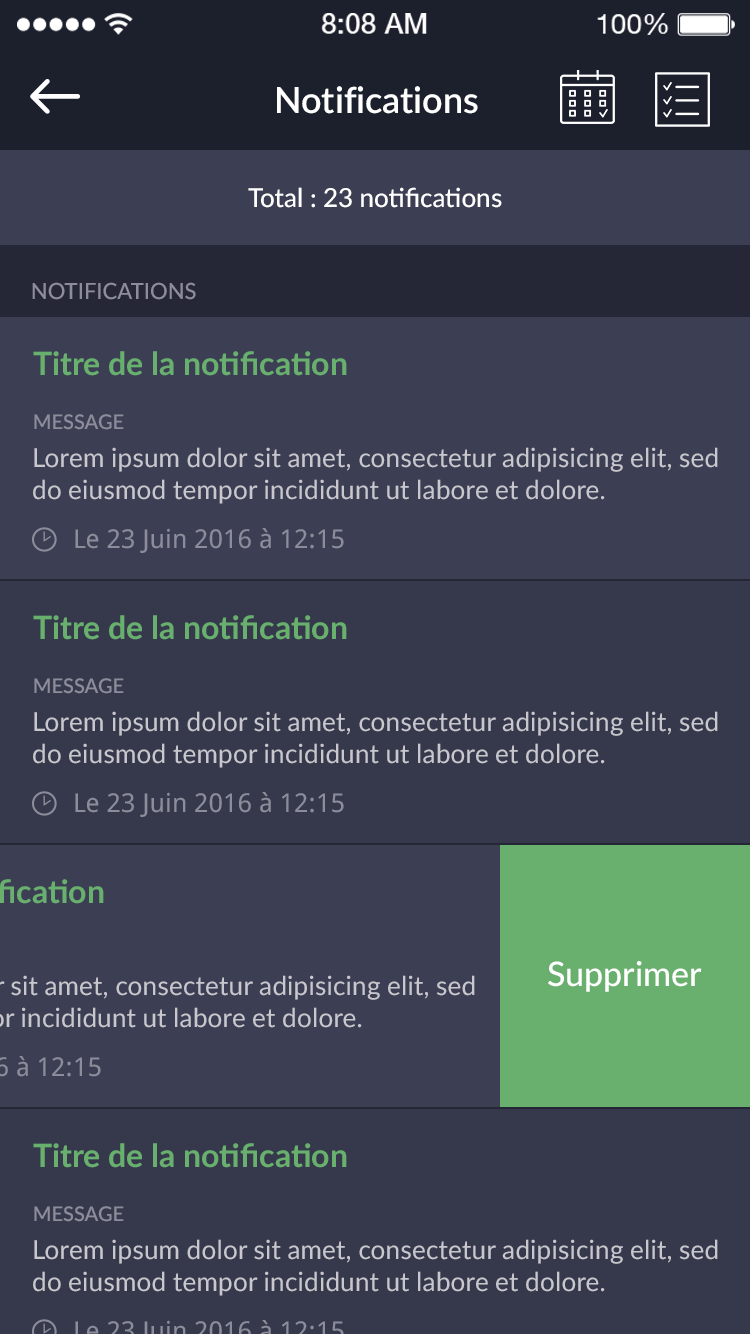 8:08 AM 100%
Notifications
Total : 23 notifications
NOTIFICATIONS
Titre de la notification
MESSAGE
Lorem ipsum dolor sit amet, consectetur adipisicing elit, sed
do eiusmod tempor incididunt ut labore et dolore.
Le 23 Juin 2016 à 12:15
Titre de la notification
MESSAGE
Lorem ipsum dolor sit amet, consectetur adipisicing elit, sed
do eiusmod tempor incididunt ut labore et dolore.
Le 23 Juin 2016 à 12:15
fication
r sit amet, consectetur adipisicing elit, sed
or incididunt ut labore et dolore.
6 à 12:15
Supprimer
Titre de la notification
MESSAGE
Lorem ipsum dolor sit amet, consectetur adipisicing elit, sed
do eiusmod tempor incididunt ut labore et dolore.
Le 23 Juin 2016 à 12:15